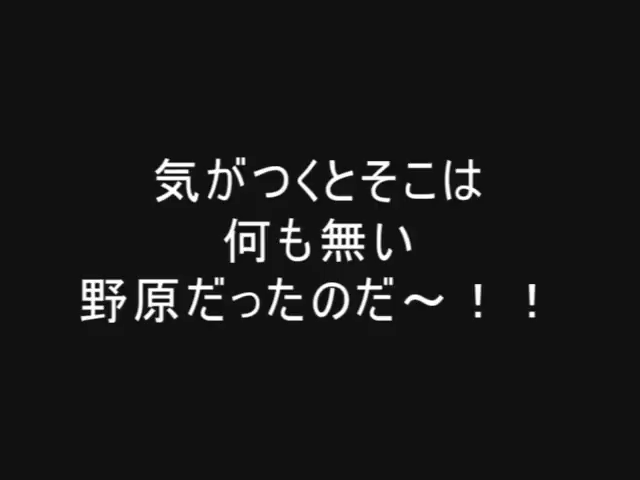 気がつくとそこは
何も無い
野原だったのだ～！！